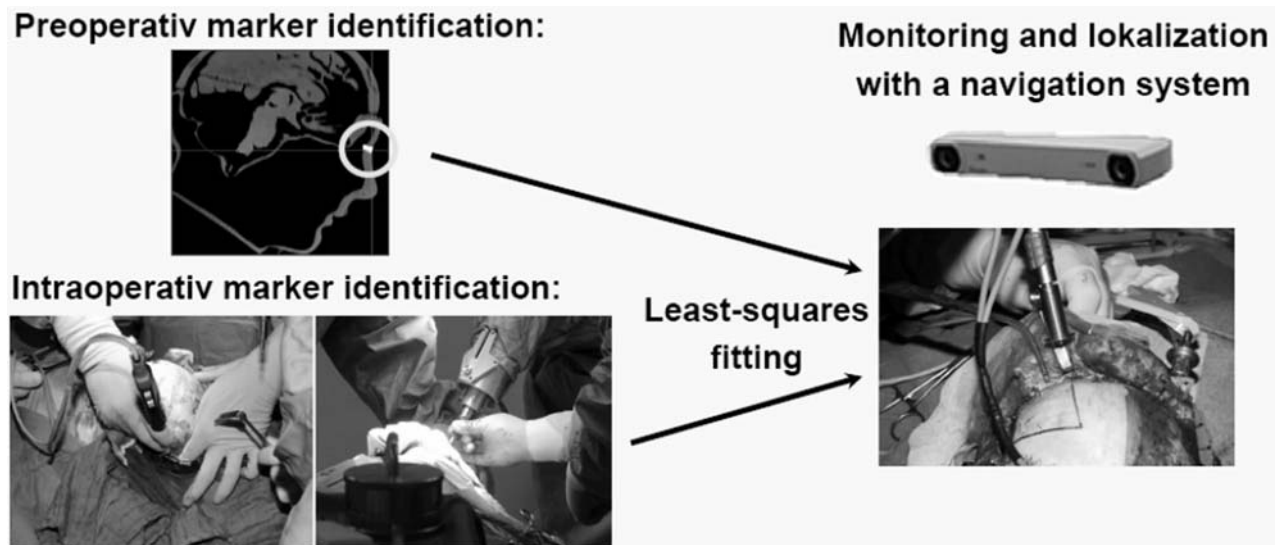 Preoperativ marker identification:
Monitoring and lokalization
with a navigation system
Intraoperativ marker identification:
Least-squares
fitting